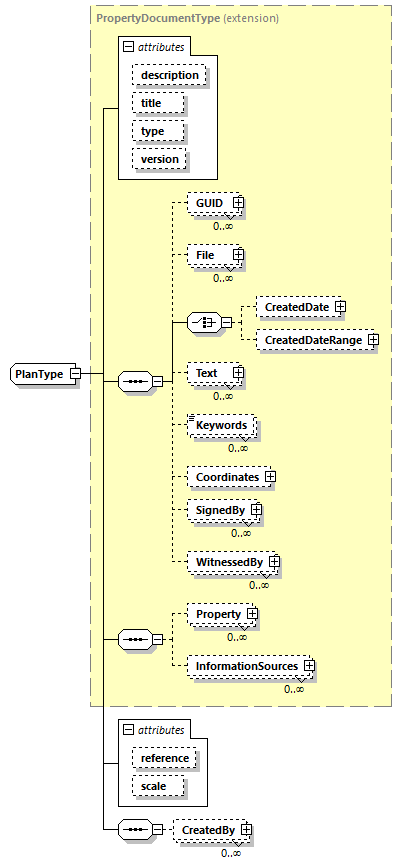 PropertyDocumentType (extension)
attributes
description
title
type
version
GUID
0..∞
File
0..∞
CreatedDate
CreatedDateRange
PlanType
Text
0..∞
Keywords
0..∞
Coordinates
SignedBy
0..∞
WitnessedBy
0..∞
Property
0..∞
InformationSources
0..∞
attributes
reference
scale
CreatedBy
0..∞